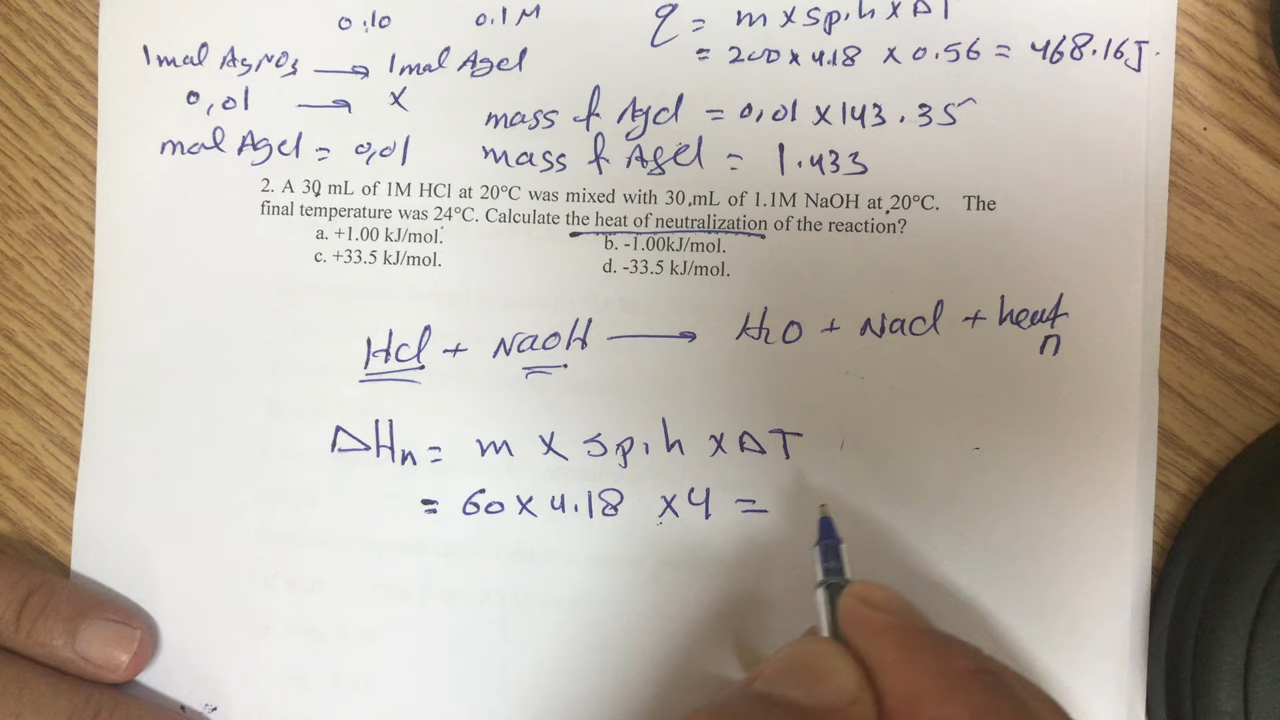 q = m x sp.h x ΔT
0.10 0.1M
= 200 x 4.18 x 0.56 = 468.16J.
1mol AgNO3 → 1mol Agcl
0,01 → x
mass of Agcl = 0,01 x 143.35
mol Agcl = 0,01
mass of Agcl = 1.433
2. A 30 mL of 1M HCl at 20°C was mixed with 30 mL of 1.1M NaOH at 20°C. The
final temperature was 24°C. Calculate the heat of neutralization of the reaction?
a. +1.00 kJ/mol.
b. -1.00kJ/mol.
c. +33.5 kJ/mol.
d. -33.5 kJ/mol.
Hcl + NaoH → H2O + Nacl + heat n
ΔHn = m x sp.h x ΔT
= 60 x 4.18 x 4 =